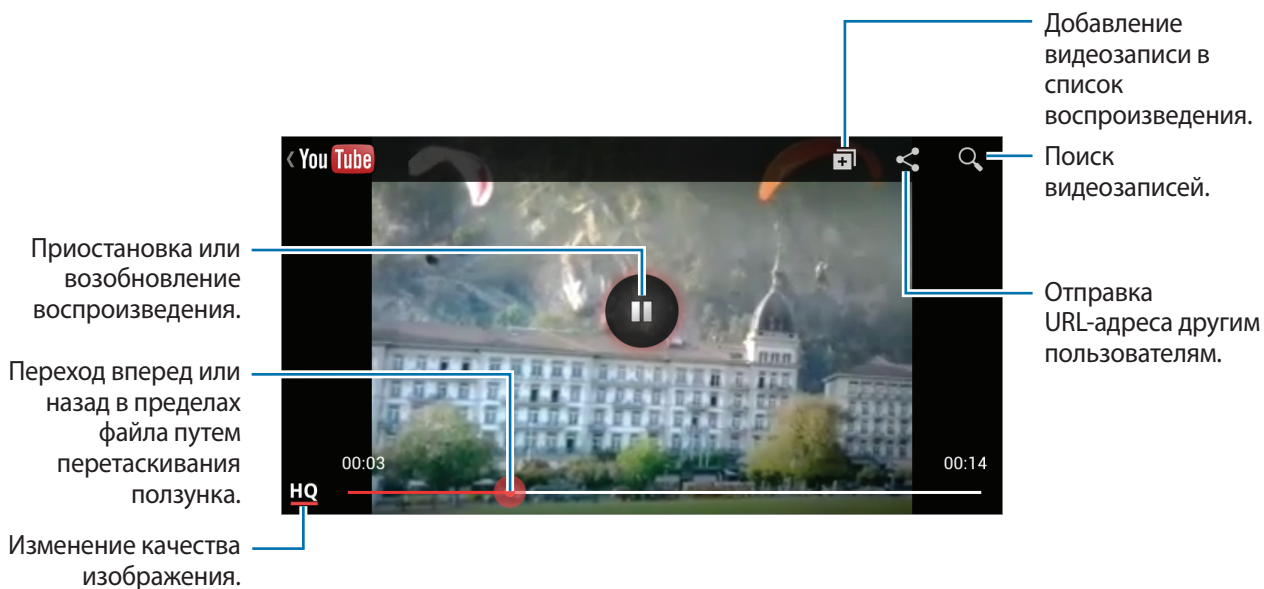 Добавление
видеозаписи в
список
воспроизведения.
You Tube
Поиск
видеозаписей.
Приостановка или
возобновление
воспроизведения.
Отправка
URL-адреса другим
пользователям.
Переход вперед или
назад в пределах
файла путем
перетаскивания
ползунка.
00:03
00:14
HQ
Изменение качества
изображения.